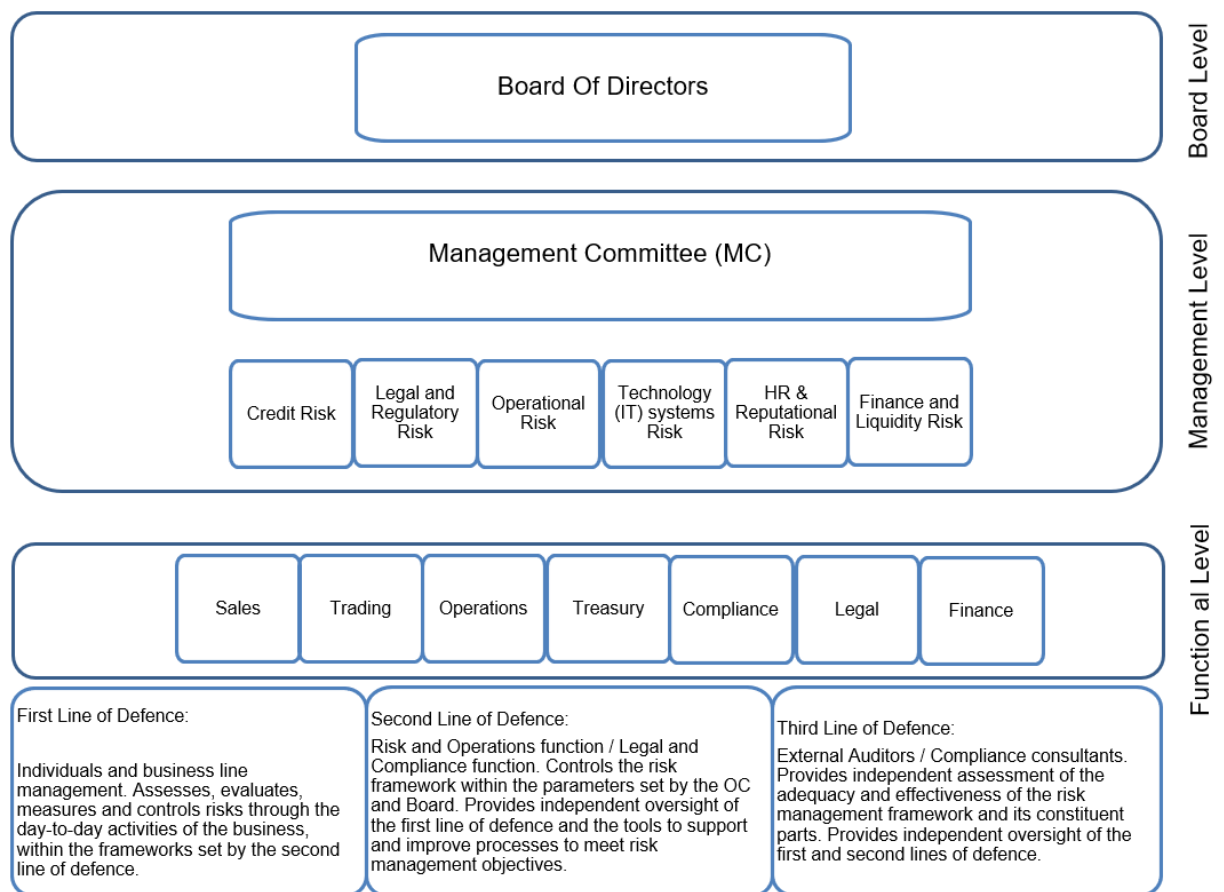 Board Of Directors
Board Level
Management Committee (MC)
Management Level
Credit Risk
Legal and
Regulatory
Risk
Operational
Risk
Technology
(IT) systems
Risk
HR &
Reputational
Risk
Finance and
Liquidity Risk
Function al Level
Sales
Trading
Operations
Treasury
Compliance
Legal
Finance
First Line of Defence:
Individuals and business line
management. Assesses, evaluates,
measures and controls risks through the
day-to-day activities of the business,
within the frameworks set by the second
line of defence.
Second Line of Defence:
Risk and Operations function / Legal and
Compliance function. Controls the risk
framework within the parameters set by the OC
and Board. Provides independent oversight of
the first line of defence and the tools to support
and improve processes to meet risk
management objectives.
Third Line of Defence:
External Auditors / Compliance consultants.
Provides independent assessment of the
adequacy and effectiveness of the risk
management framework and its constituent
parts. Provides independent oversight of the
first and second lines of defence.